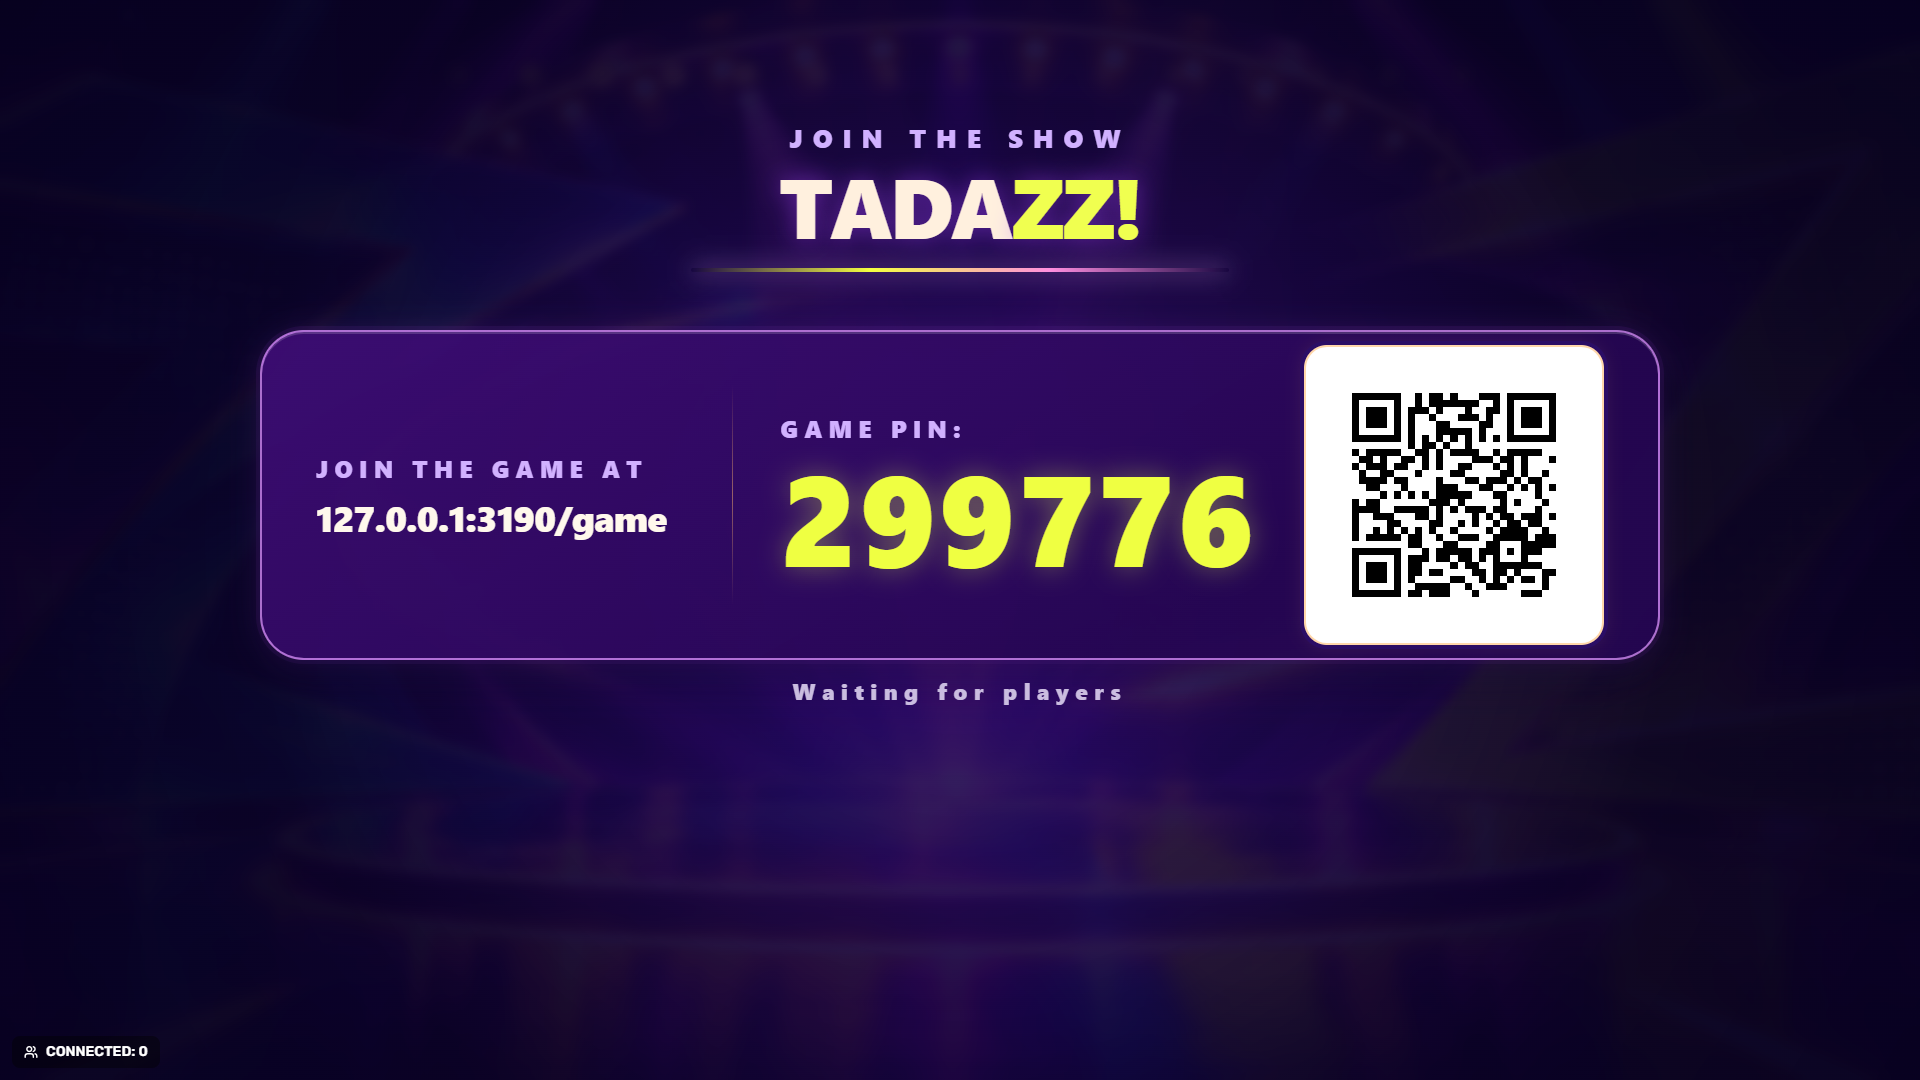 JOIN THE SHOW
TADAZZ!
JOIN THE GAME AT
127.0.0.1:3190/game
GAME PIN:
299776
Waiting for players
CONNECTED: 0